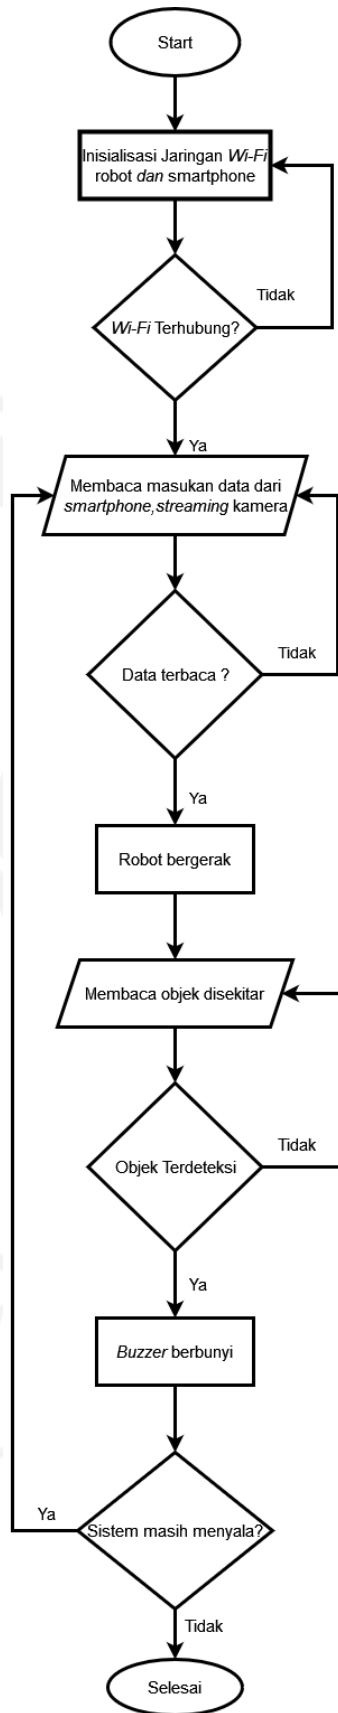 Start
Inisialisasi Jaringan Wi-Fi
robot dan smartphone
Tidak
Wi-Fi Terhubung?
Ya
Membaca masukan data dari
smartphone,streaming kamera
Tidak
Data terbaca ?
Ya
Robot bergerak
Membaca objek disekitar
Tidak
Objek Terdeteksi
Ya
Buzzer berbunyi
Ya
Sistem masih menyala?
Tidak
Selesai